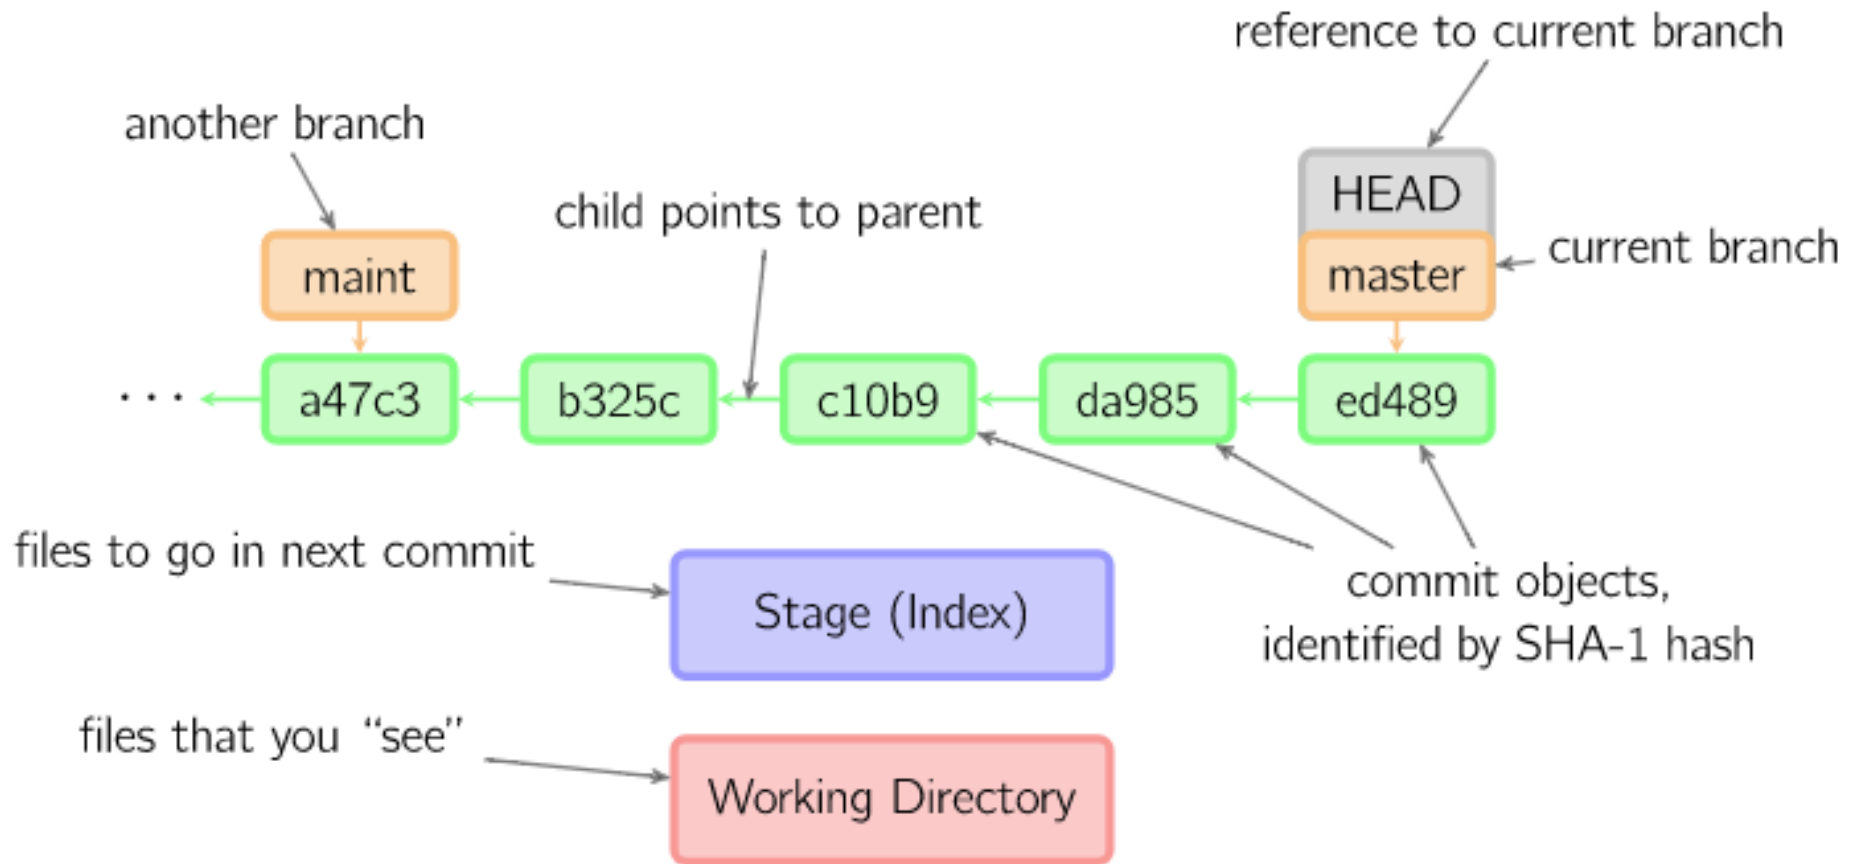 reference to current branch
another branch
HEAD
child points to parent
current branch
maint
master
··· a47c3 b325c c10b9 da985 ed489
files to go in next commit
Stage (Index)
commit objects,
identified by SHA-1 hash
files that you “see”
Working Directory